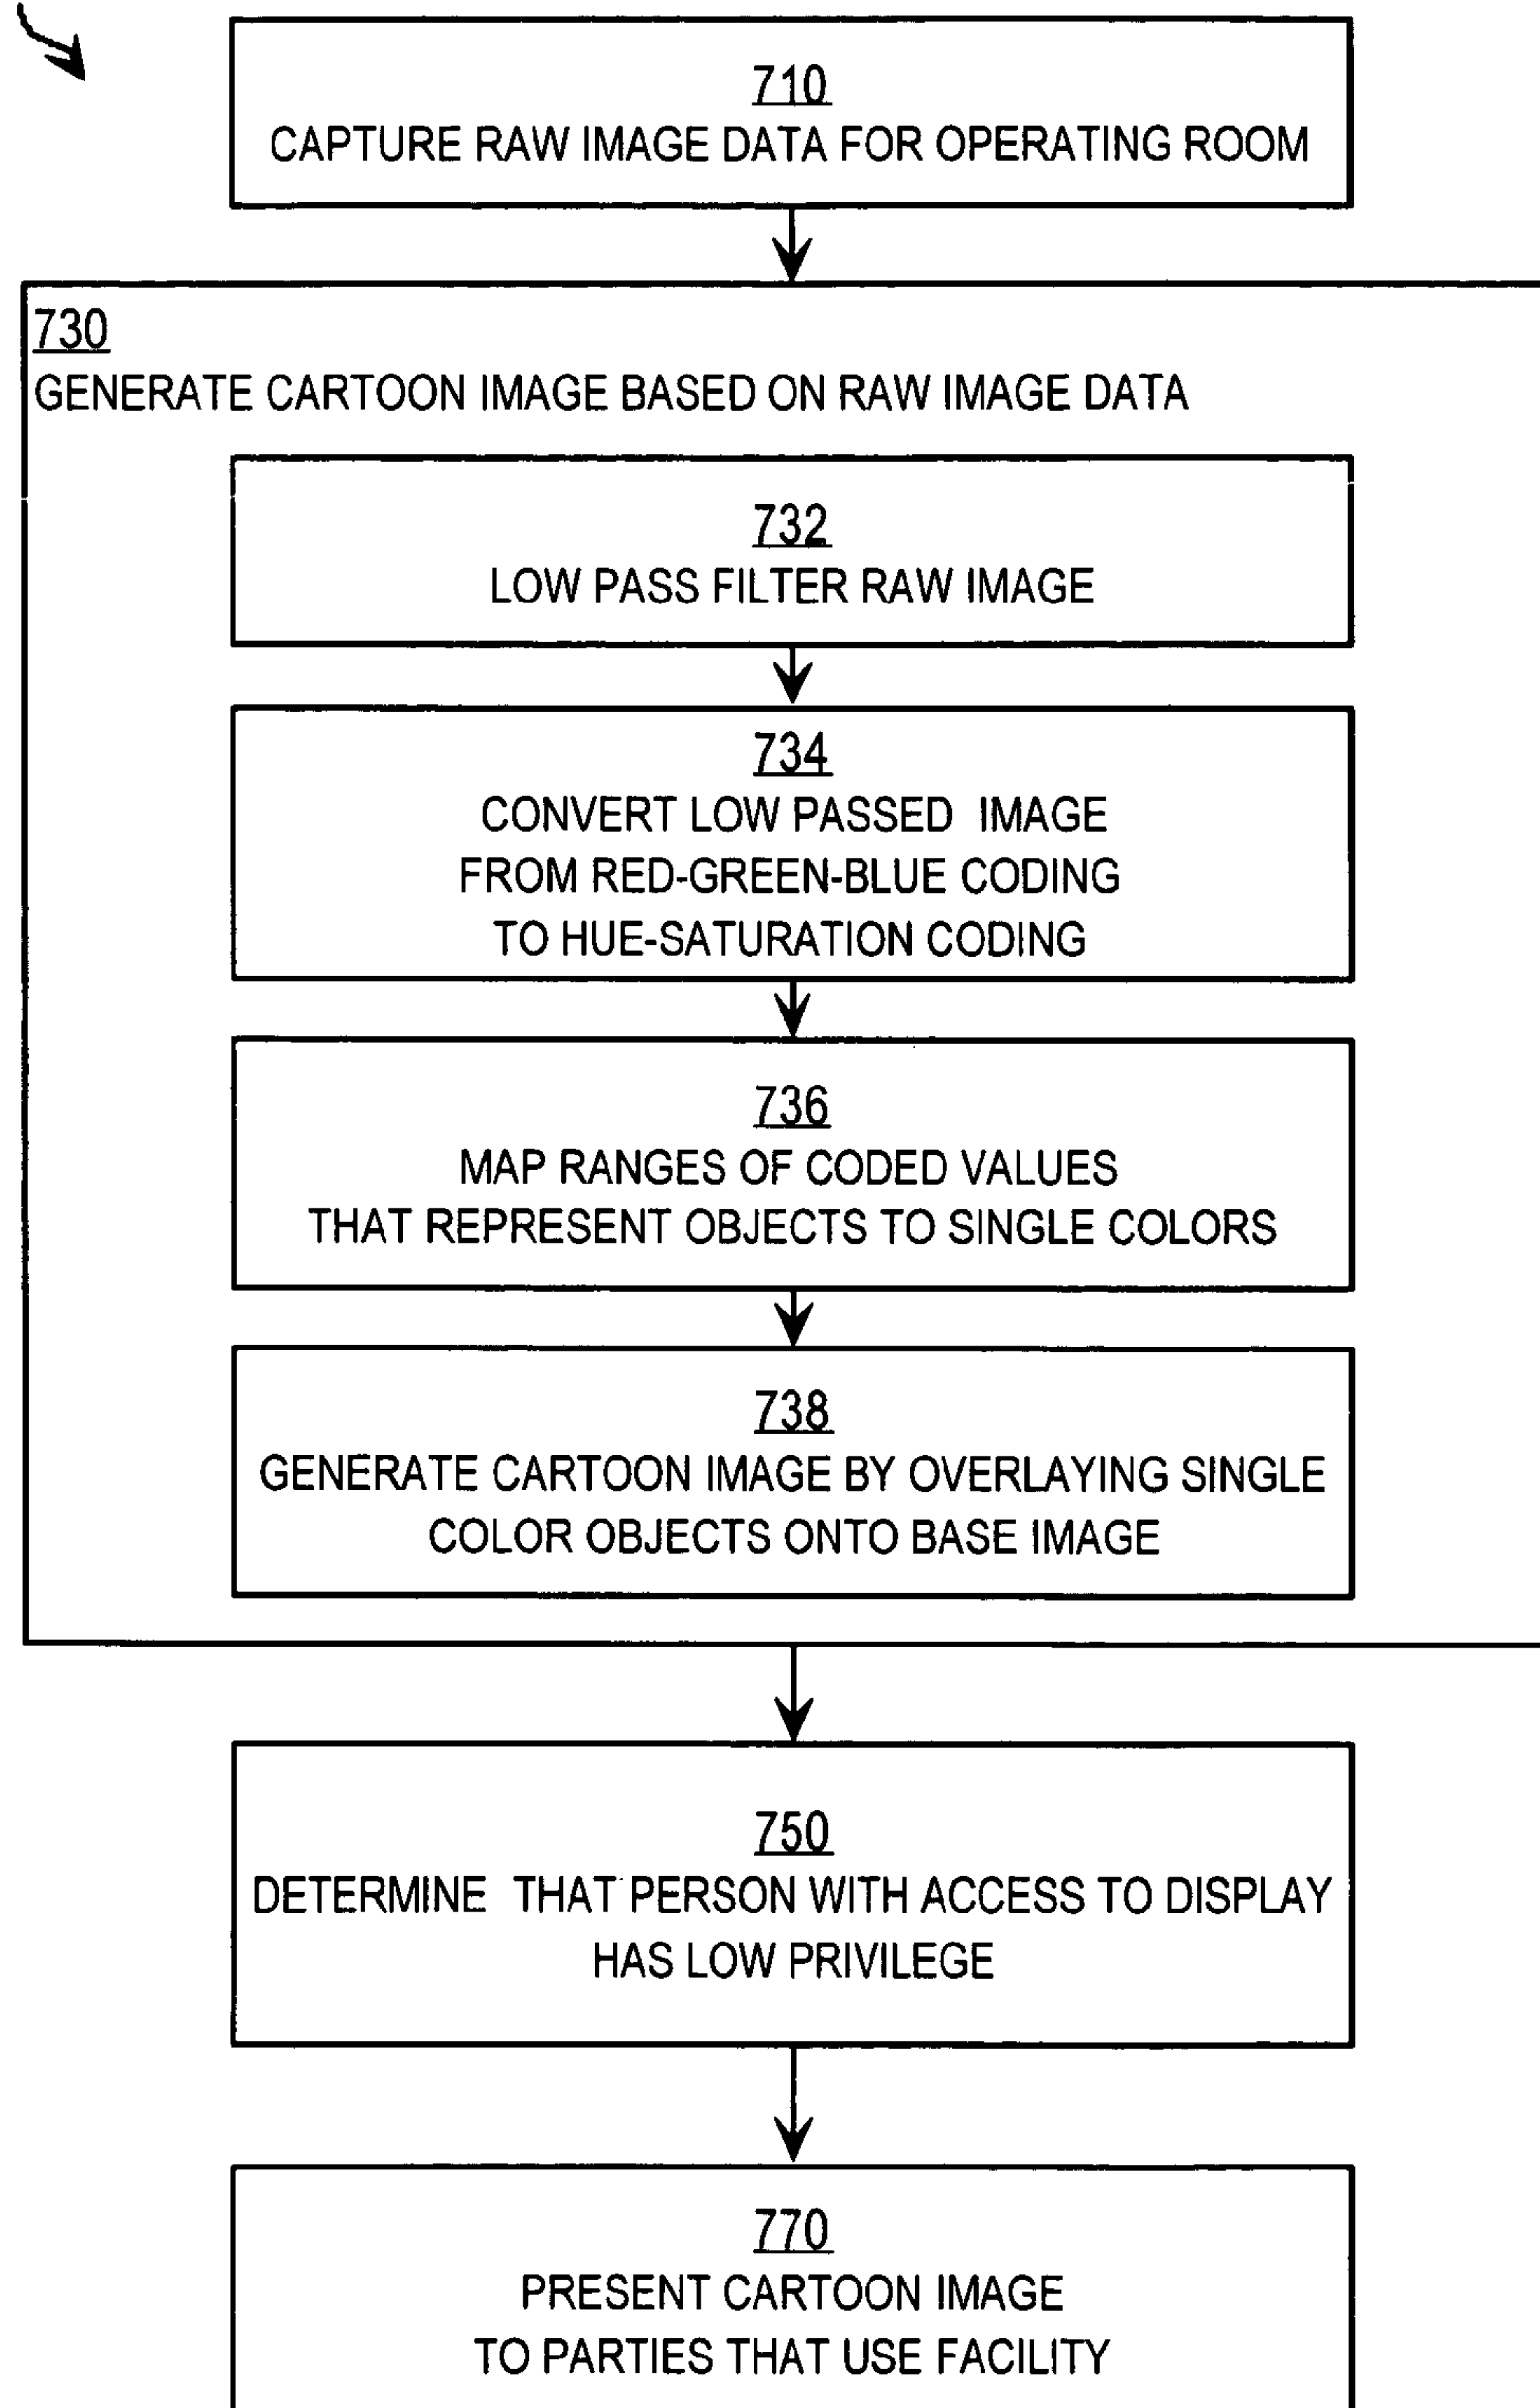 710
CAPTURE RAW IMAGE DATA FOR OPERATING ROOM
730
GENERATE CARTOON IMAGE BASED ON RAW IMAGE DATA
732
LOW PASS FILTER RAW IMAGE
734
CONVERT LOW PASSED IMAGE
FROM RED-GREEN-BLUE CODING
TO HUE-SATURATION CODING
736
MAP RANGES OF CODED VALUES
THAT REPRESENT OBJECTS TO SINGLE COLORS
738
GENERATE CARTOON IMAGE BY OVERLAYING SINGLE
COLOR OBJECTS ONTO BASE IMAGE
750
DETERMINE THAT PERSON WITH ACCESS TO DISPLAY
HAS LOW PRIVILEGE
770
PRESENT CARTOON IMAGE
TO PARTIES THAT USE FACILITY